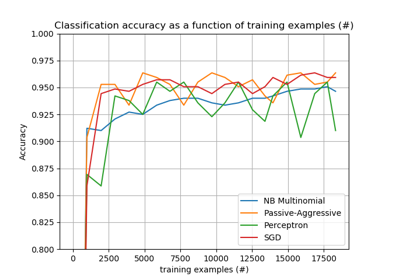 Classification accuracy as a function of training examples (#)
1.000
0.975
0.950
0.925
0.900
0.875
0.850
0.825
0.800
Accuracy
NB Multinomial
Passive-Aggressive
Perceptron
SGD
0 2500 5000 7500 10000 12500 15000 17500
training examples (#)